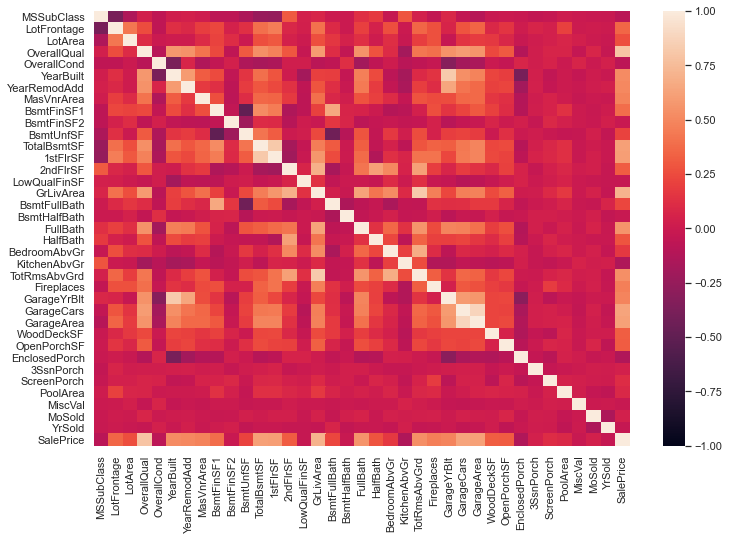 MSSubClass
LotFrontage
LotArea
OverallQual
OverallCond
YearBuilt
YearRemodAdd
MasVnrArea
BsmtFinSF1
BsmtFinSF2
BsmtUnfSF
TotalBsmtSF
1stFlrSF
2ndFlrSF
LowQualFinSF
GrLivArea
BsmtFullBath
BsmtHalfBath
FullBath
HalfBath
BedroomAbvGr
KitchenAbvGr
TotRmsAbvGrd
Fireplaces
GarageYrBlt
GarageCars
GarageArea
WoodDeckSF
OpenPorchSF
EnclosedPorch
3SsnPorch
ScreenPorch
PoolArea
MiscVal
MoSold
YrSold
SalePrice
MSSubClass
LotFrontage
LotArea
OverallQual
OverallCond
YearBuilt
YearRemodAdd
MasVnrArea
BsmtFinSF1
BsmtFinSF2
BsmtUnfSF
TotalBsmtSF
1stFlrSF
2ndFlrSF
LowQualFinSF
GrLivArea
BsmtFullBath
BsmtHalfBath
FullBath
HalfBath
BedroomAbvGr
KitchenAbvGr
TotRmsAbvGrd
Fireplaces
GarageYrBlt
GarageCars
GarageArea
WoodDeckSF
OpenPorchSF
EnclosedPorch
3SsnPorch
ScreenPorch
PoolArea
MiscVal
MoSold
YrSold
SalePrice
1.00
0.75
0.50
0.25
0.00
−0.25
−0.50
−0.75
−1.00